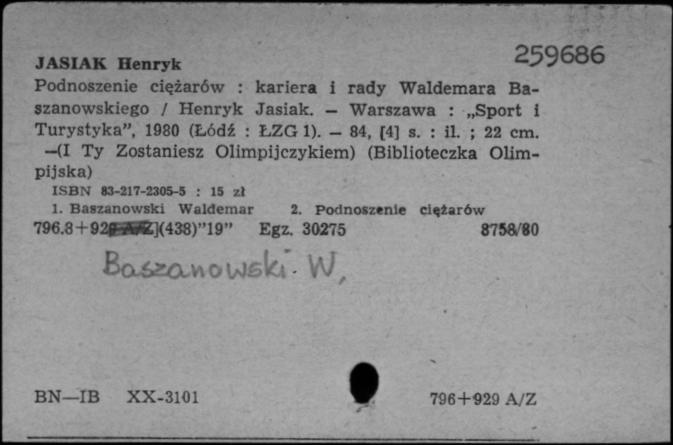 JASIAK Henryk 259686
Podnoszenie ciężarów : kariera i rady Waldemara Ba-
szanowskiego / Henryk Jasiak. — Warszawa : „Sport i
Turystyka”, 1980 (Łódź : ŁZG 1). — 84, [4] s. : il. ; 22 cm.
—(I Ty Zostaniesz Olimpijczykiem) (Biblioteczka Olim-
pijska)
ISBN 83-217-2305-5 : 15 zł
1. Baszanowski Waldemar 2. Podnoszenie ciężarów
796.8+929 A/Z](438)”19” Egz. 30275 8758/80
Baszanowski W,
BN—IB XX-3101 796+929 A/Z